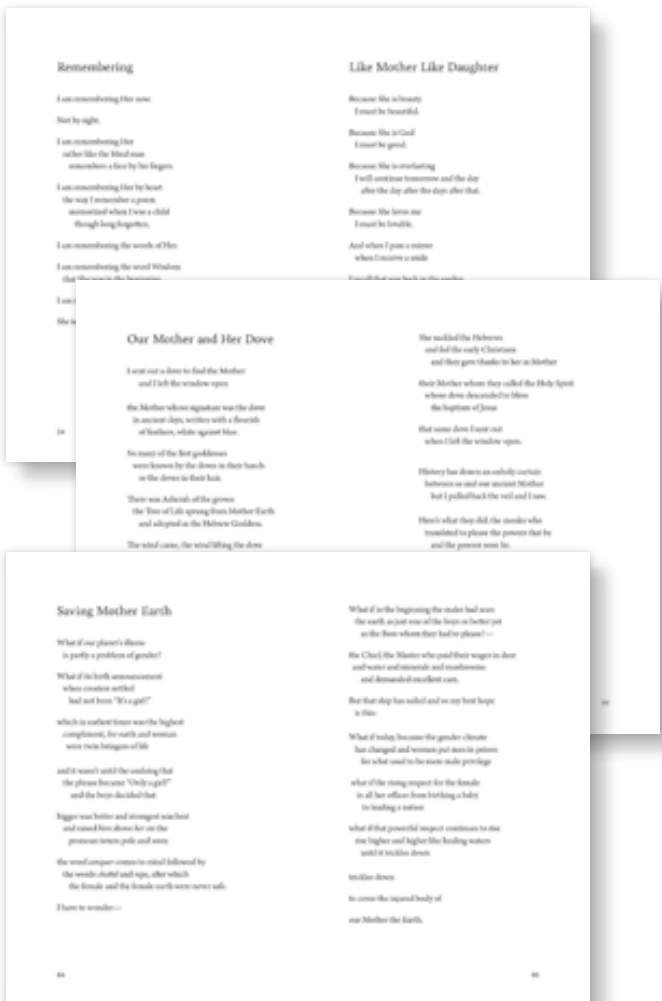 Remembering
I am remembering Her now
Not by sight.
I am remembering Her
rather like the blind man
remembers a face by his fingers.
I am remembering Her by heart
the way I remember a poem
memorized when I was a child
though long forgotten.
I am remembering the words of Her.
I am remembering the word Wisdom
that She was in the beginning
I am
She is
34
Like Mother Like Daughter
Because She is beauty
I must be beautiful.
Because She is God
I must be good.
Because She is everlasting
I will continue tomorrow and the day
after the day after the days after that.
Because She loves me
I must be lovable.
And when I pass a mirror
when I receive a smile
Our Mother and Her Dove
I sent out a dove to find the Mother
and I left the window open
the Mother whose signature was the dove
in ancient days, written with a flourish
of feathers, white against blue.
So many of the first goddesses
were known by the doves in their hands
or the doves in their hair.
There was Asherah of the groves
the Tree of Life sprung from Mother Earth
and adopted as the Hebrew Goddess.
The wind came, the wind lifting the dove
She suckled the Hebrews
and fed the early Christians
and they gave thanks to her as Mother
their Mother whom they called the Holy Spirit
whose dove descended to bless
the baptism of Jesus
that same dove I sent out
when I left the window open.
History has drawn an unholy curtain
between us and our ancient Mother
but I pulled back the veil and I saw.
Here's what they did, the monks who
translated to please the powers that be
and the powers were he.
Saving Mother Earth
What if our planet's illness
is partly a problem of gender?
What if its birth announcement
when creation settled
had not been "It's a girl!"
which in earliest times was the highest
compliment, for earth and woman
were twin bringers of life
and it wasn't until the undoing that
the phrase became "Only a girl!"
and the boys decided that
bigger was better and strongest was best
and raised him above her on the
pronoun totem pole and soon
the word conquer comes to mind followed by
the words chattel and rape, after which
the female and the female earth were never safe.
I have to wonder—
84
What if in the beginning the males had seen
the earth as just one of the boys or better yet
as the Boss whom they had to please?—
the Chief, the Master who paid their wages in deer
and water and minerals and mushrooms
and demanded excellent care.
But that ship has sailed and so my best hope
is this:
What if today, because the gender climate
has changed and women put men in prison
for what used to be mere male privilege
what if the rising respect for the female
in all her offices from birthing a baby
to leading a nation
what if that powerful respect continues to rise
rise higher and higher like healing waters
until it trickles down
trickles down
to cover the injured body of
our Mother the Earth.
85